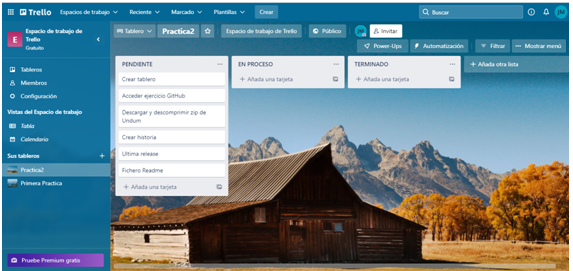 Trello
Espacios de trabajo
Reciente
Marcado
Plantillas
Crear
Buscar
JM
E
Espacio de trabajo de
Trello
Gratuito
Tableros
Miembros
Configuración
Vistas del Espacio de trabajo
Tabla
Calendario
Sus tableros
Practica2
Primera Practica
Pruebe Premium gratis
Tablero
Practica2
Espacio de trabajo de Trello
Público
JM
Invitar
Power-Ups
Automatización
Filtrar
Mostrar menú
PENDIENTE
Crear tablero
Acceder ejercicio GitHub
Descargar y descomprimir zip de
Undum
Crear historia
Ultima release
Fichero Readme
+ Añada una tarjeta
EN PROCESO
+ Añada una tarjeta
TERMINADO
+ Añada una tarjeta
+ Añada otra lista